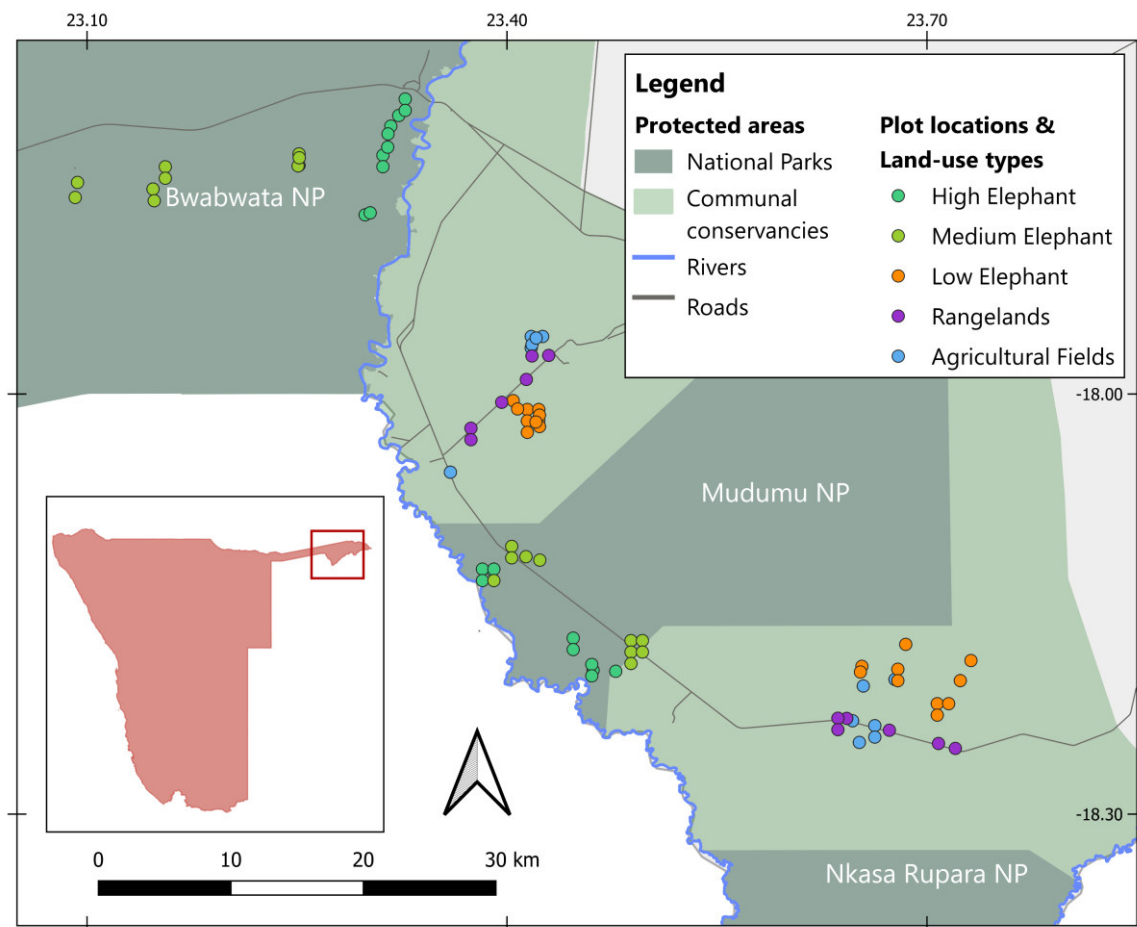 23.10
23.40
23.70
Legend
Protected areas
National Parks
Communal
conservancies
Rivers
Roads
Plot locations &
Land-use types
High Elephant
Medium Elephant
Low Elephant
Rangelands
Agricultural Fields
Bwabwata NP
-18.00
Mudumu NP
-18.30
Nkasa Rupara NP
0 10 20 30 km